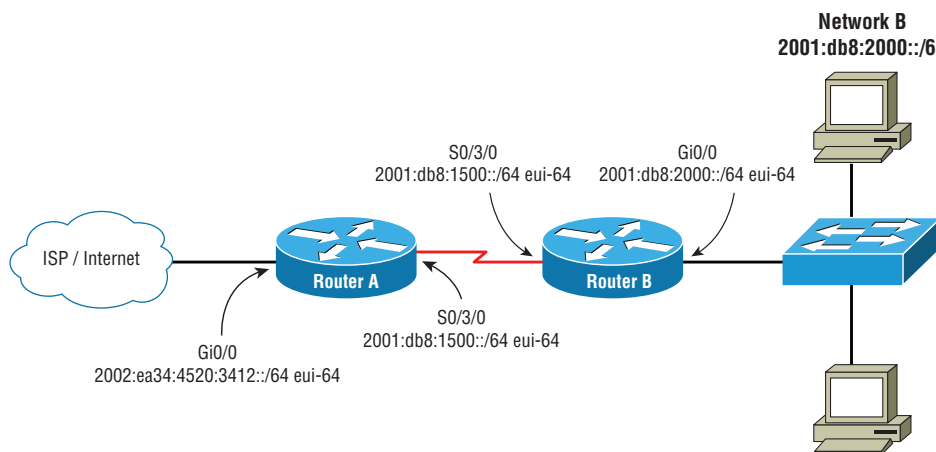 Network B
2001:db8:2000::/6
S0/3/0
2001:db8:1500::/64 eui-64
Gi0/0
2001:db8:2000::/64 eui-64
ISP / Internet
Router A
Router B
S0/3/0
2001:db8:1500::/64 eui-64
Gi0/0
2002:ea34:4520:3412::/64 eui-64